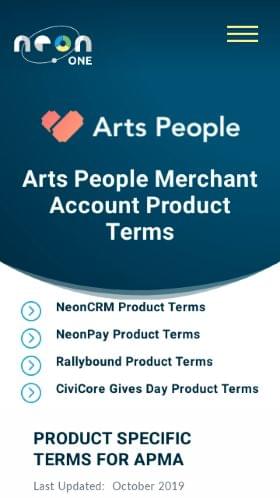 neon
ONE
Arts People
Arts People Merchant
Account Product
Terms
NeonCRM Product Terms
NeonPay Product Terms
Rallybound Product Terms
CiviCore Gives Day Product Terms
PRODUCT SPECIFIC
TERMS FOR APMA
Last Updated: October 2019